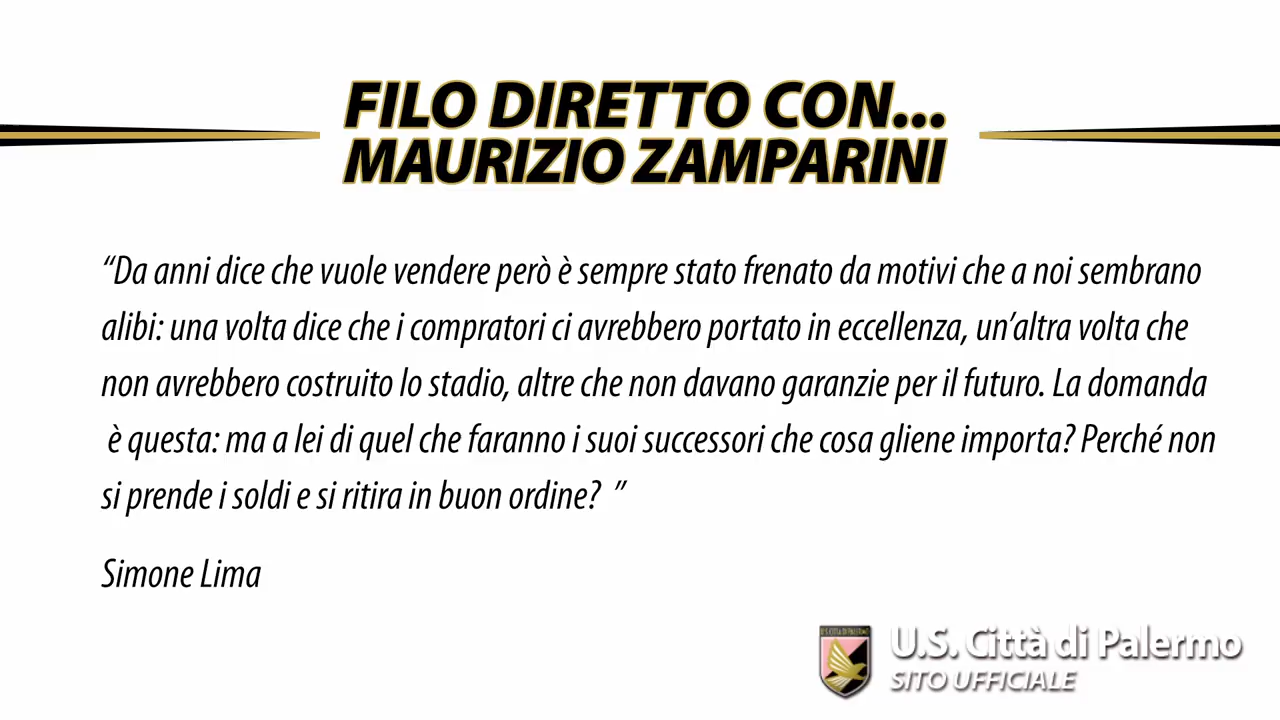 FILO DIRETTO CON...
MAURIZIO ZAMPARINI
“Da anni dice che vuole vendere però è sempre stato frenato da motivi che a noi sembrano
alibi: una volta dice che i compratori ci avrebbero portato in eccellenza, un’altra volta che
non avrebbero costruito lo stadio, altre che non davano garanzie per il futuro. La domanda
è questa: ma a lei di quel che faranno i suoi successori che cosa gliene importa? Perché non
si prende i soldi e si ritira in buon ordine? ”
Simone Lima
U.S. CITTÀ DI PALERMO
U.S. Città di Palermo
SITO UFFICIALE